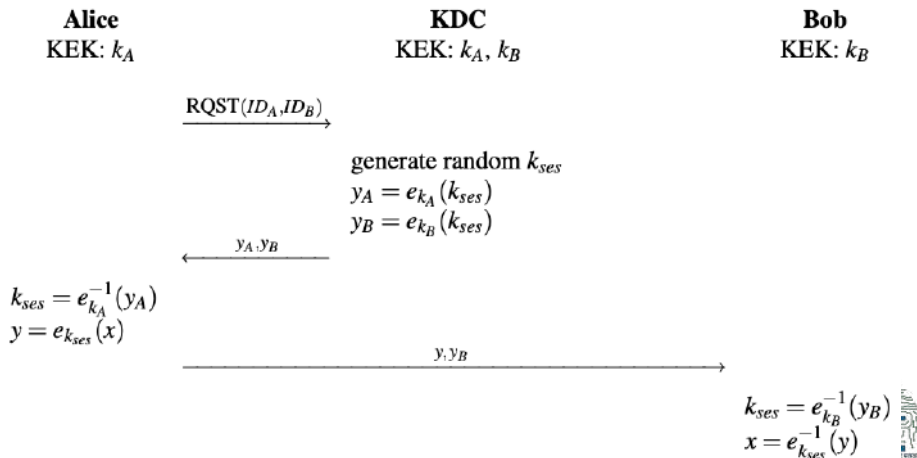 Alice KDC Bob
KEK: k_A KEK: k_A, k_B KEK: k_B
RQST(ID_A,ID_B)
generate random k_ses
y_A = e_{k_A}(k_ses)
y_B = e_{k_B}(k_ses)
y_A,y_B
k_ses = e_{k_A}^{-1}(y_A)
y = e_{k_ses}(x)
y,y_B
k_ses = e_{k_B}^{-1}(y_B)
x = e_{k_ses}^{-1}(y)